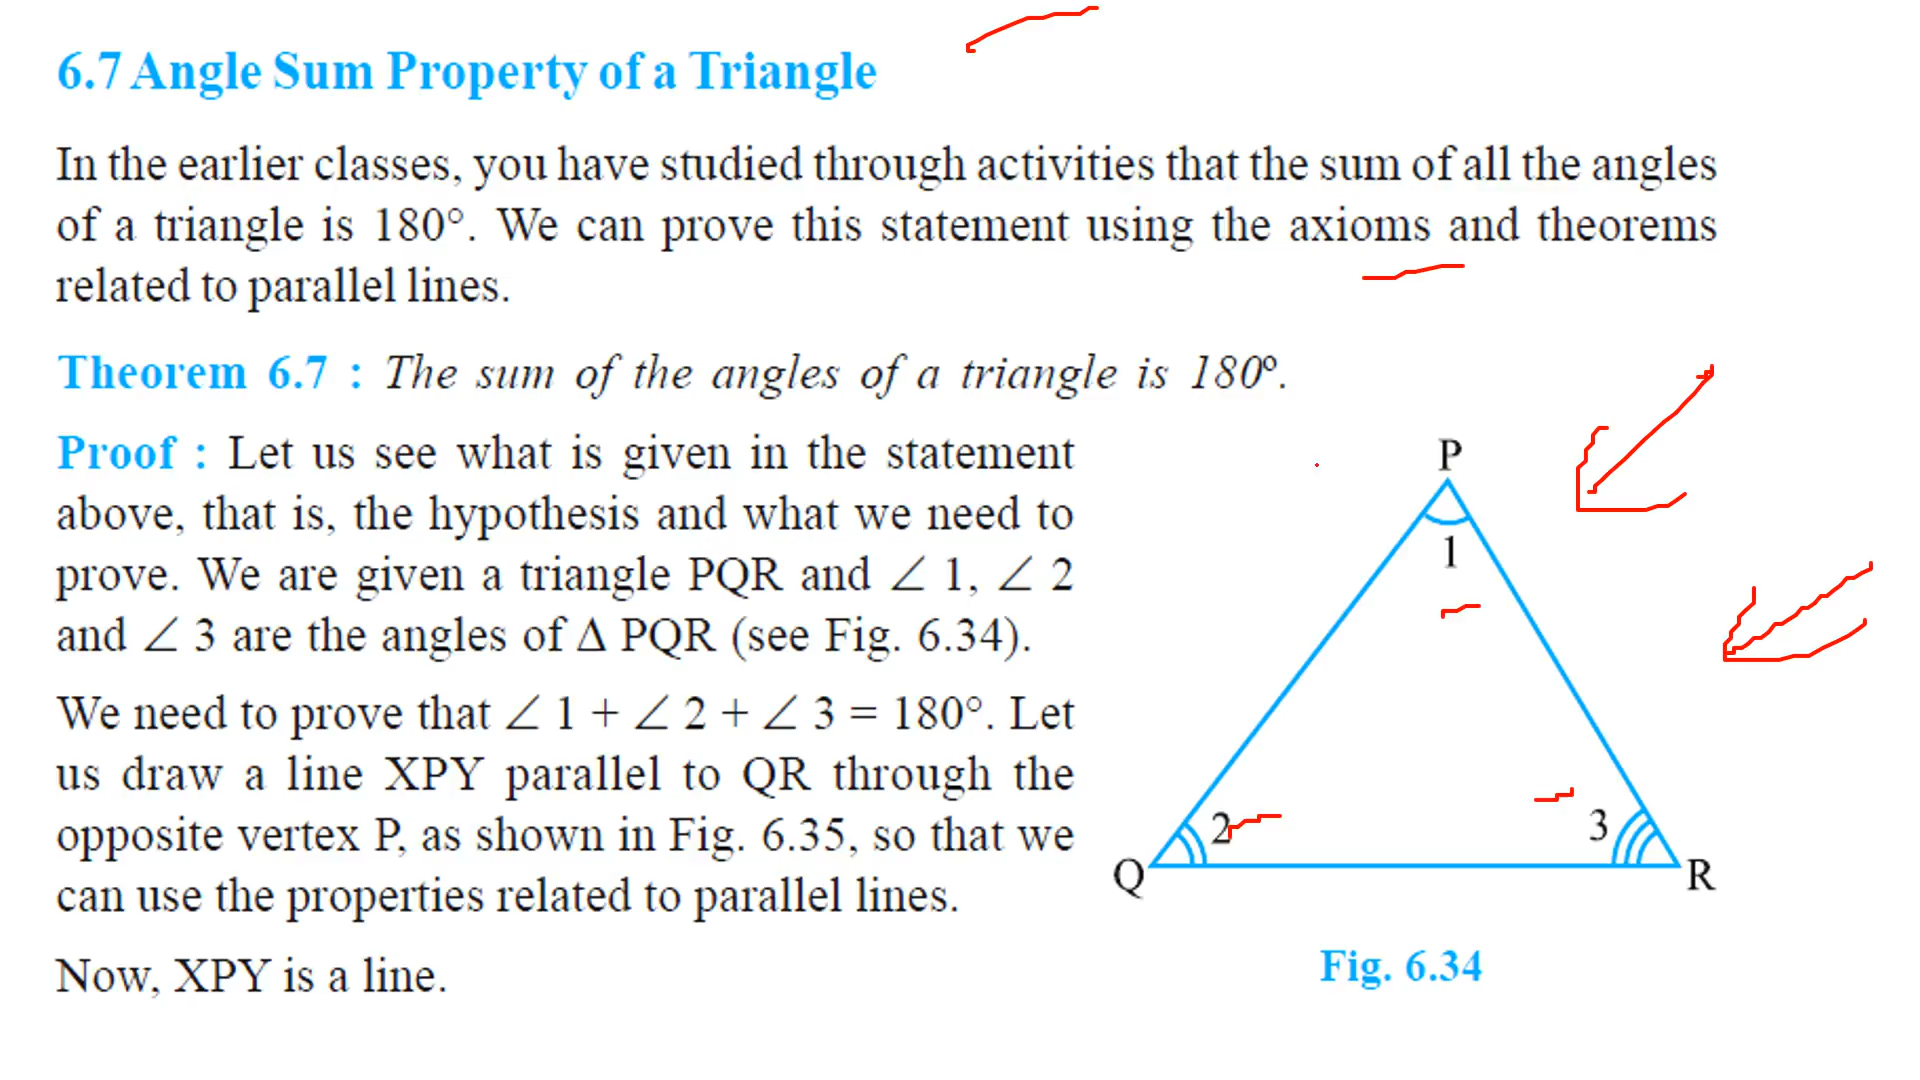 6.7 Angle Sum Property of a Triangle
In the earlier classes, you have studied through activities that the sum of all the angles
of a triangle is 180°. We can prove this statement using the axioms and theorems
related to parallel lines.
Theorem 6.7 : The sum of the angles of a triangle is 180º.
Proof : Let us see what is given in the statement
above, that is, the hypothesis and what we need to
prove. We are given a triangle PQR and ∠ 1, ∠ 2
and ∠ 3 are the angles of Δ PQR (see Fig. 6.34).
We need to prove that ∠ 1 + ∠ 2 + ∠ 3 = 180°. Let
us draw a line XPY parallel to QR through the
opposite vertex P, as shown in Fig. 6.35, so that we
can use the properties related to parallel lines.
Now, XPY is a line.
P
1
2
3
Q
R
Fig. 6.34